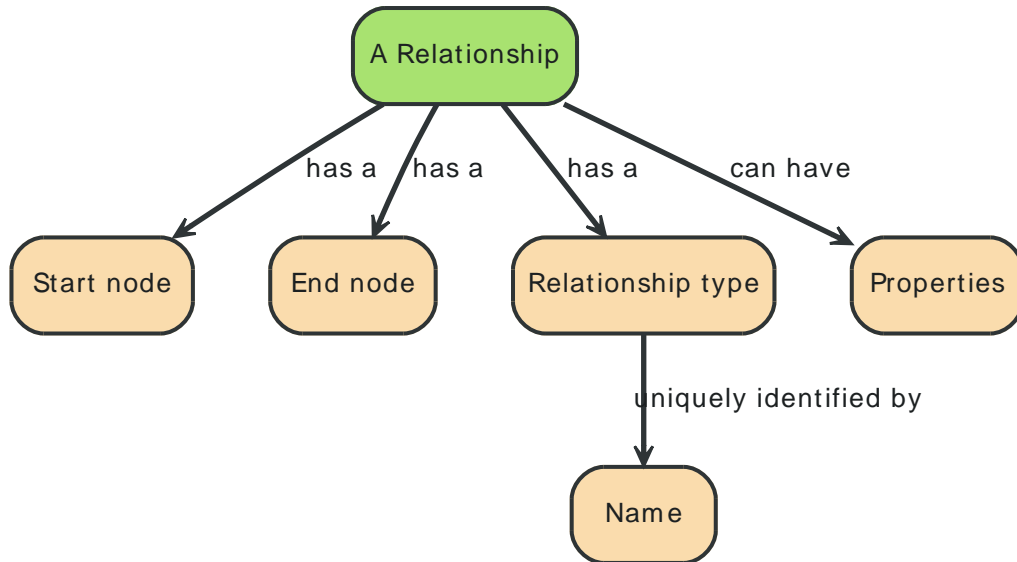 A Relationship
has a
has a
has a
can have
Start node
End node
Relationship type
Properties
uniquely identified by
Name